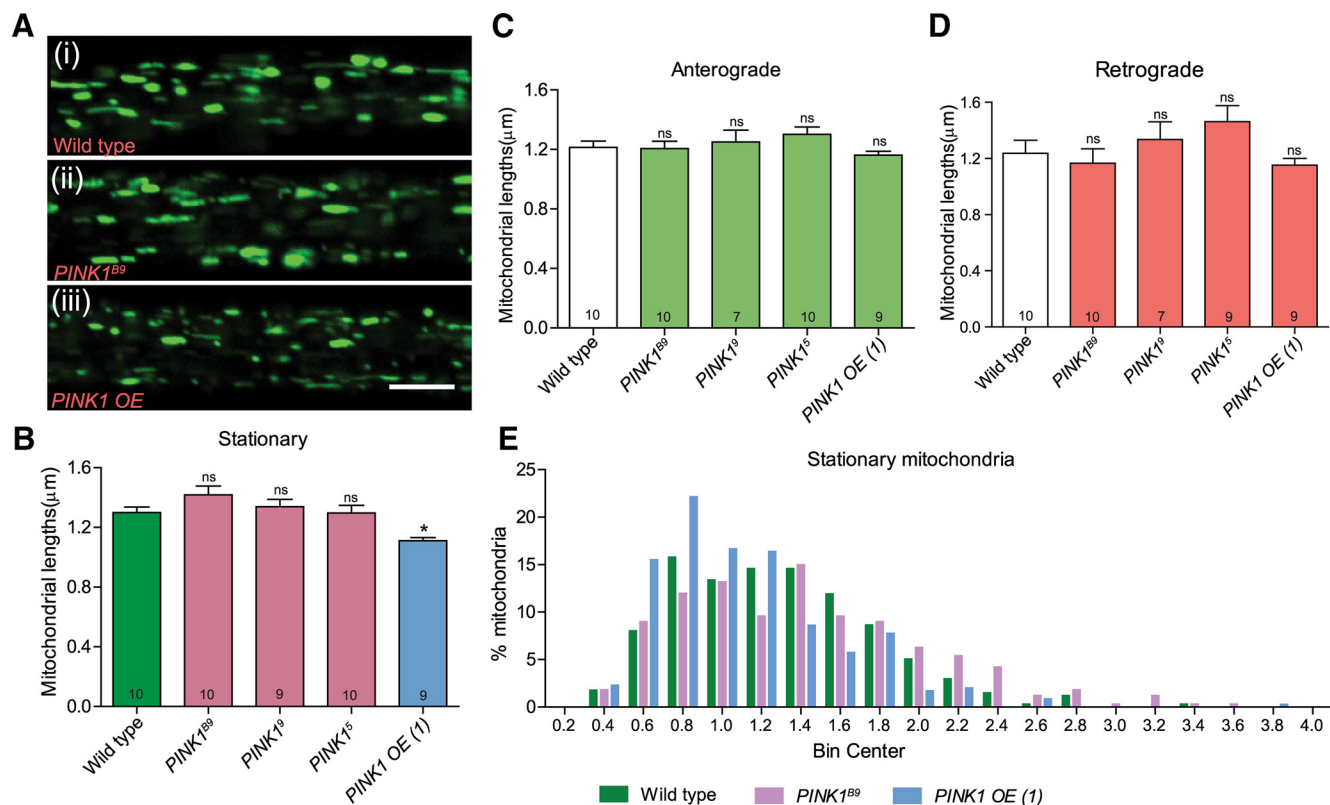 A
(i)
Wild type
(ii)
PINK1B9
(iii)
PINK1 OE
B
Stationary
Mitochondrial lengths(μm)
1.6
1.2
0.8
0.4
0.0
ns
ns
ns
*
10
10
9
10
9
Wild type
PINK1B9
PINK19
PINK15
PINK1 OE (1)
C
Anterograde
Mitochondrial lengths(μm)
1.6
1.2
0.8
0.4
0.0
ns
ns
ns
ns
10
10
7
10
9
Wild type
PINK1B9
PINK19
PINK15
PINK1 OE (1)
D
Retrograde
Mitochondrial lengths(μm)
1.6
1.2
0.8
0.4
0.0
ns
ns
ns
ns
10
10
7
9
9
Wild type
PINK1B9
PINK19
PINK15
PINK1 OE (1)
E
Stationary mitochondria
% mitochondria
25
20
15
10
5
0
0.2 0.4 0.6 0.8 1.0 1.2 1.4 1.6 1.8 2.0 2.2 2.4 2.6 2.8 3.0 3.2 3.4 3.6 3.8 4.0
Bin Center
Wild type PINK1B9 PINK1 OE (1)